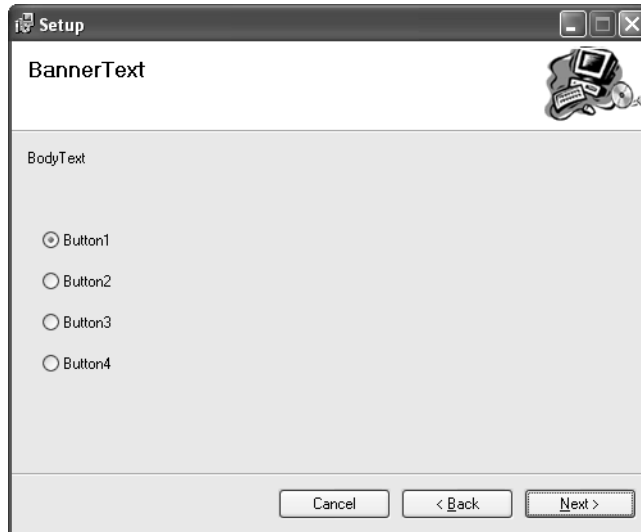 Setup
BannerText
BodyText
Button1
Button2
Button3
Button4
Cancel
< Back
Next >